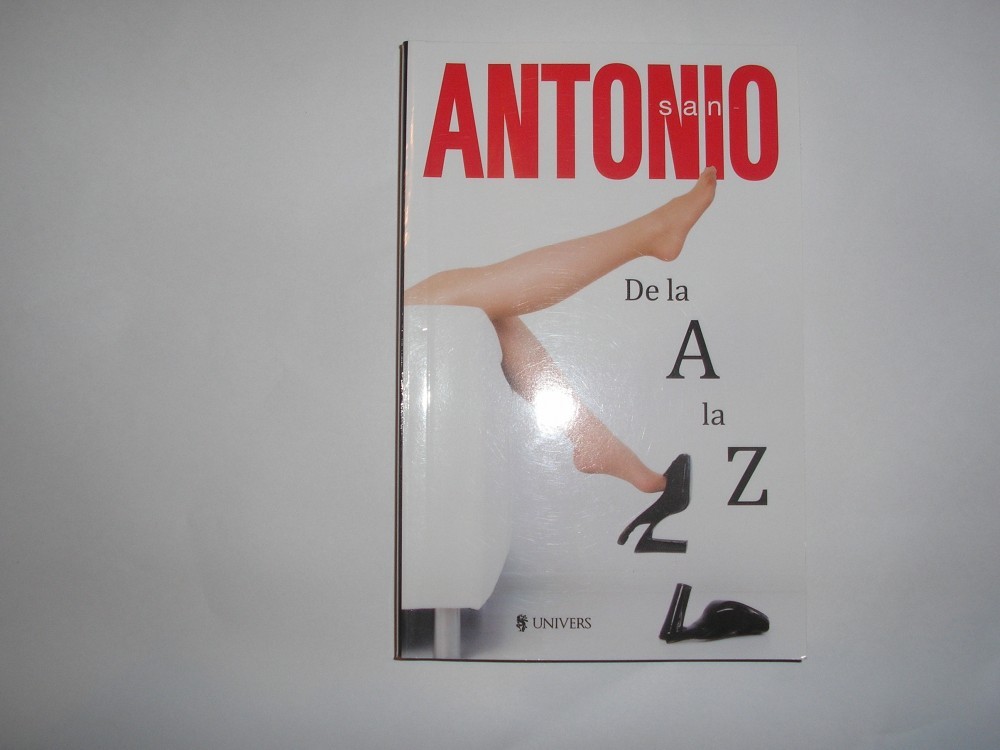 ANTONIO
san
De la
A
la
Z
UNIVERS